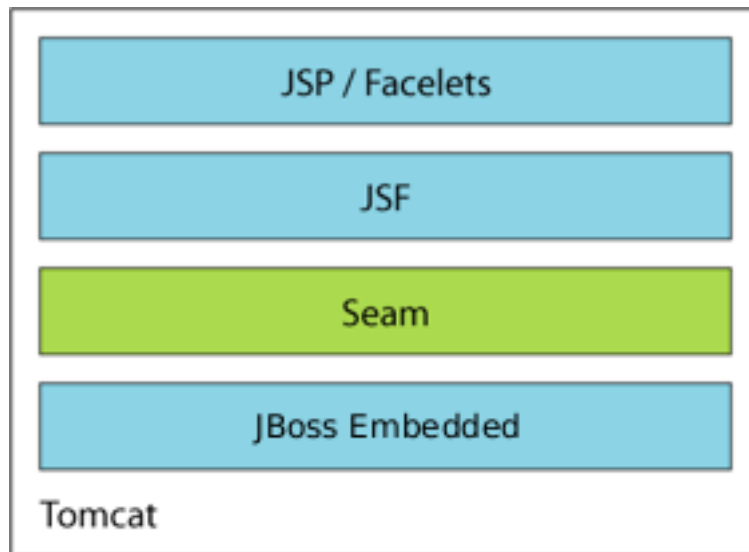 JSP / Facelets
JSF
Seam
JBoss Embedded
Tomcat